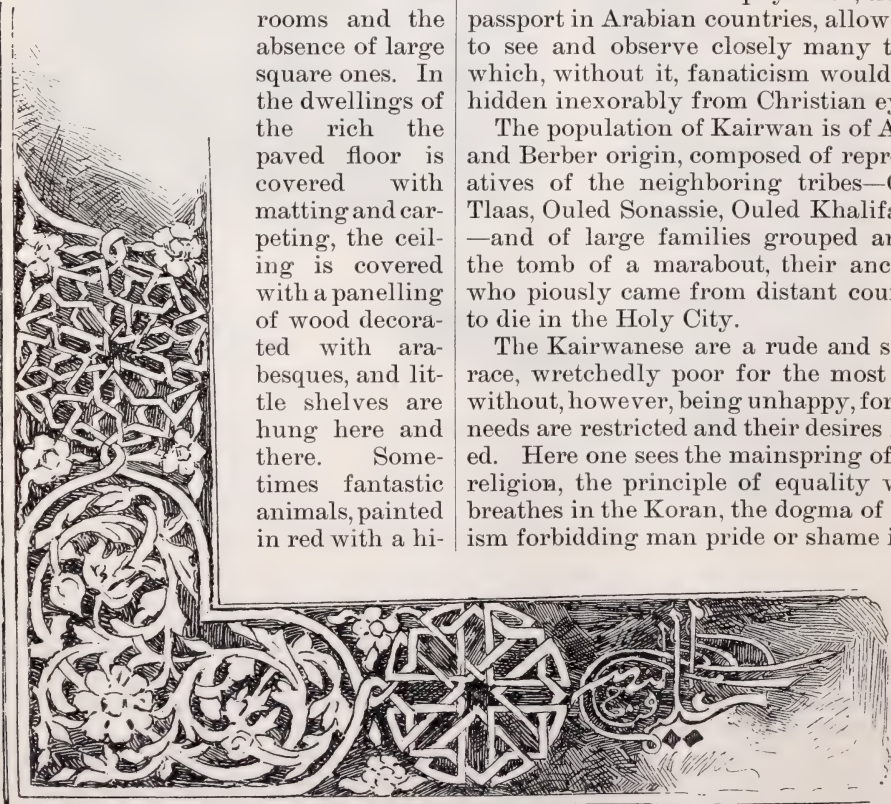 rooms and the
absence of large
square ones. In
the dwellings of
the rich the
paved floor is
covered with
matting and car-
peting, the ceil-
ing is covered
with a panelling
of wood decora-
ted with ara-
besques, and lit-
tle shelves are
hung here and
there. Some-
times fantastic
animals, painted
in red with a hi-
passport in Arabian countries, allow
to see and observe closely many t
which, without it, fanaticism would
hidden inexorably from Christian ey
The population of Kairwan is of A
and Berber origin, composed of repr
atives of the neighboring tribes—
Tlaas, Ouled Sonassie, Ouled Khalifa
—and of large families grouped ar
the tomb of a marabout, their anc
who piously came from distant cou
to die in the Holy City.
The Kairwanese are a rude and s
race, wretchedly poor for the most
without, however, being unhappy, for
needs are restricted and their desires
ed. Here one sees the mainspring of
religion, the principle of equality w
breathes in the Koran, the dogma of
ism forbidding man pride or shame i